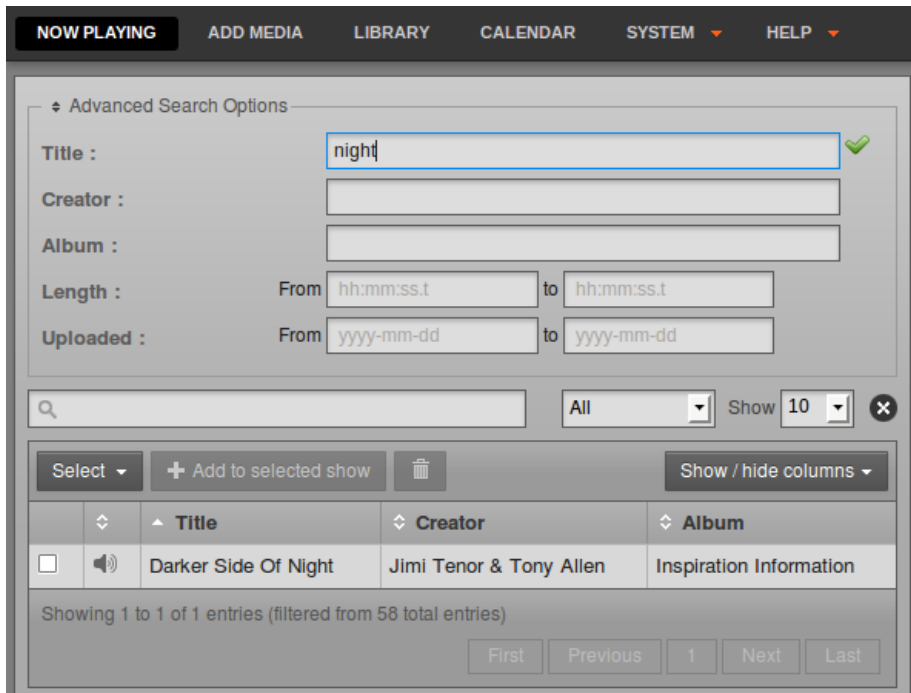 NOW PLAYING ADD MEDIA LIBRARY CALENDAR SYSTEM HELP
Advanced Search Options
Title : night
Creator :
Album :
Length : From hh:mm:ss.t to hh:mm:ss.t
Uploaded : From yyyy-mm-dd to yyyy-mm-dd
All Show 10
Select + Add to selected show Show / hide columns
Title Creator Album
Darker Side Of Night Jimi Tenor & Tony Allen Inspiration Information
Showing 1 to 1 of 1 entries (filtered from 58 total entries)
First Previous 1 Next Last